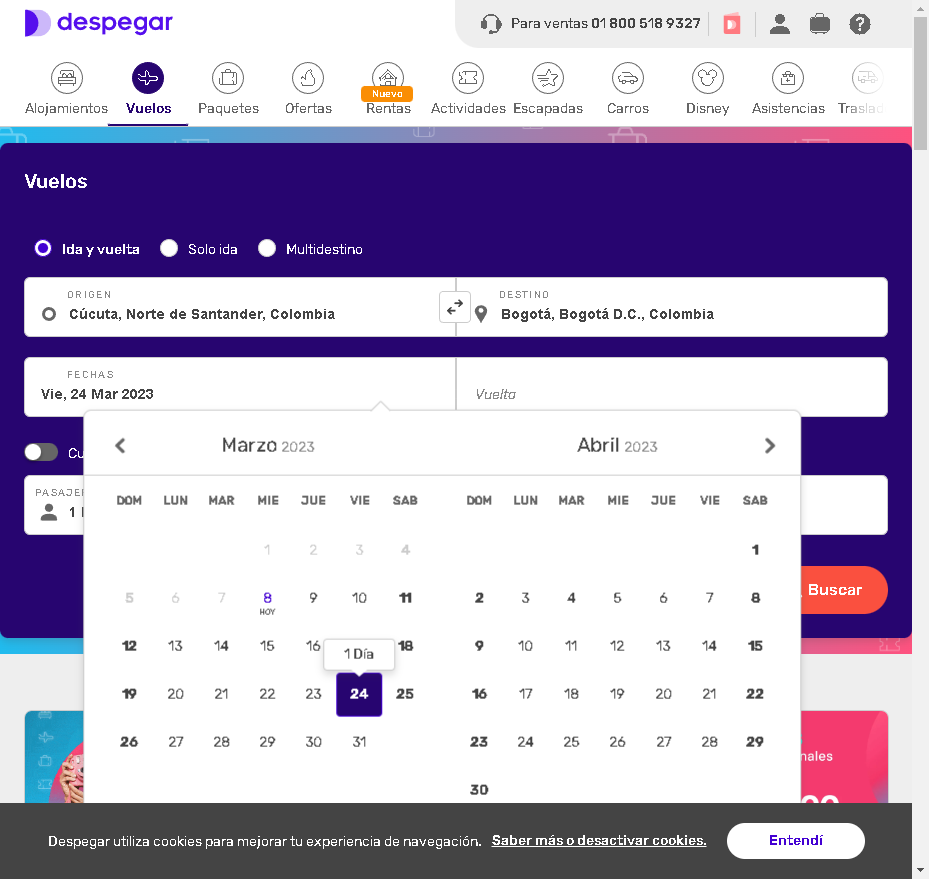 despegar
Para ventas 01 800 518 9327
Alojamientos
Vuelos
Paquetes
Ofertas
Nuevo
Rentas
Actividades
Escapadas
Carros
Disney
Asistencias
Traslad
Vuelos
Ida y vuelta
Solo ida
Multidestino
ORIGEN
Cúcuta, Norte de Santander, Colombia
DESTINO
Bogotá, Bogotá D.C., Colombia
FECHAS
Vie, 24 Mar 2023
Vuelta
PASAJE
1
Buscar
Marzo 2023
DOM LUN MAR MIE JUE VIE SAB
1 2 3 4
5 6 7 8 9 10 11
HOY
12 13 14 15 16 18
1 Día
19 20 21 22 23 24 25
26 27 28 29 30 31
Abril 2023
DOM LUN MAR MIE JUE VIE SAB
1
2 3 4 5 6 7 8
9 10 11 12 13 14 15
16 17 18 19 20 21 22
23 24 25 26 27 28 29
30
nales
Despegar utiliza cookies para mejorar tu experiencia de navegación. Saber más o desactivar cookies.
Entendí